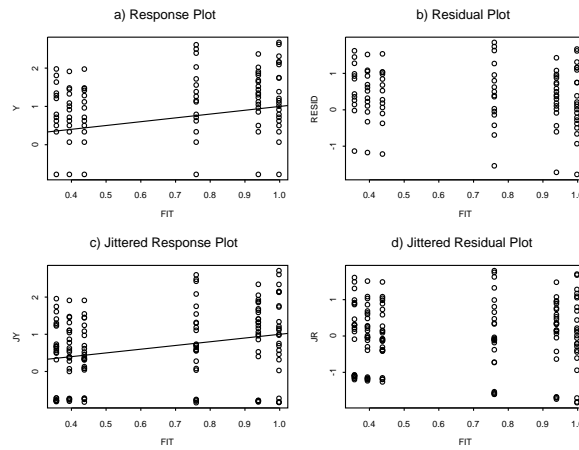 a) Response Plot
Y
0 1 2
0.4 0.5 0.6 0.7 0.8 0.9 1.0
FIT
b) Residual Plot
RESID
-1 0 1
0.4 0.5 0.6 0.7 0.8 0.9 1.0
FIT
c) Jittered Response Plot
JY
0 1 2
0.4 0.5 0.6 0.7 0.8 0.9 1.0
FIT
d) Jittered Residual Plot
JR
-1 0 1
0.4 0.5 0.6 0.7 0.8 0.9 1.0
FIT